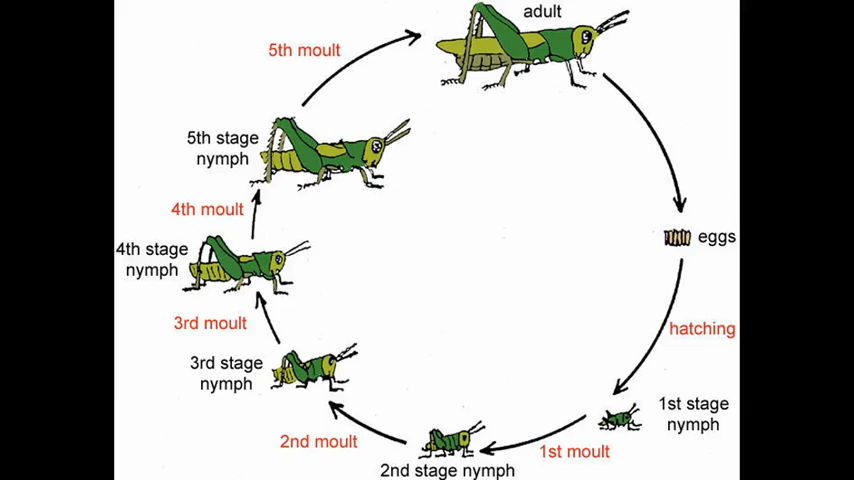 adult
eggs
hatching
1st stage
nymph
1st moult
2nd stage nymph
2nd moult
3rd stage
nymph
3rd moult
4th stage
nymph
4th moult
5th stage
nymph
5th moult